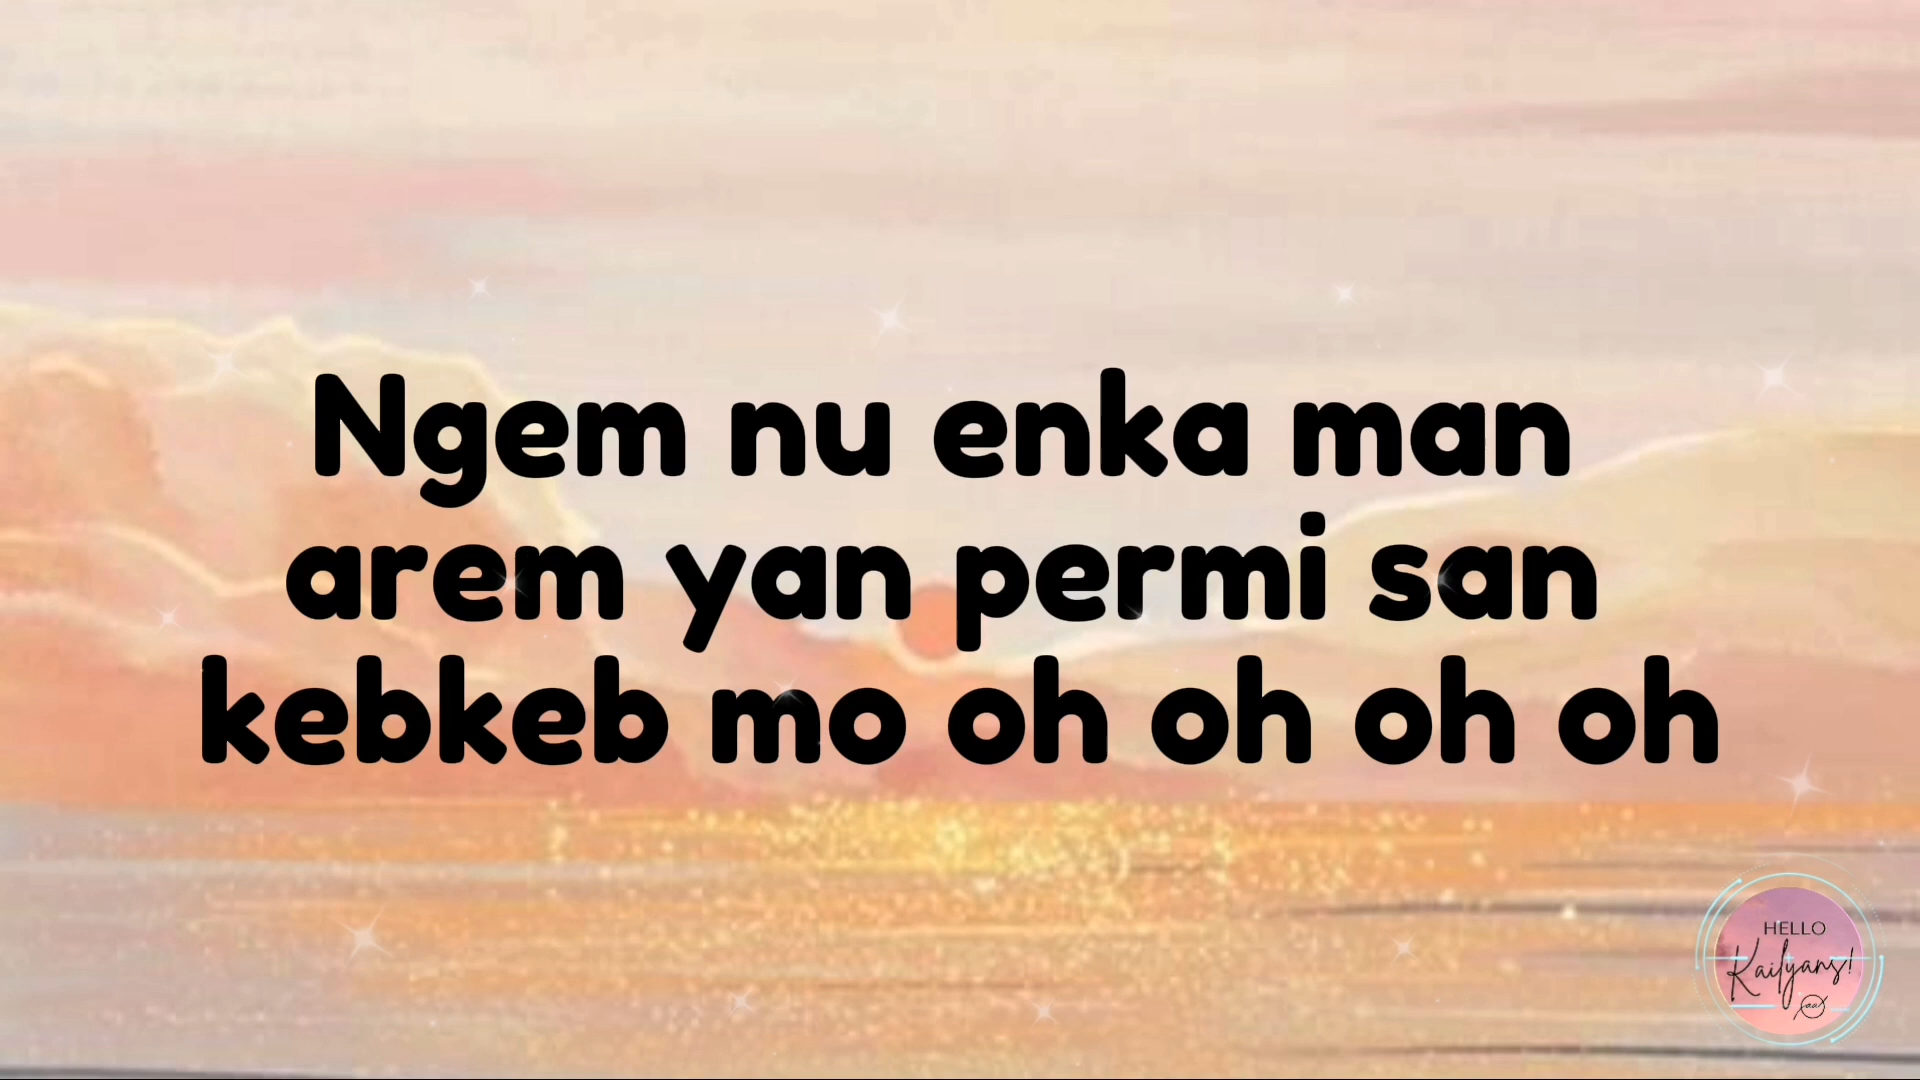 Ngem nu enka man
arem yan permi san
kebkeb mo oh oh oh oh
HELLO
Kailyans!